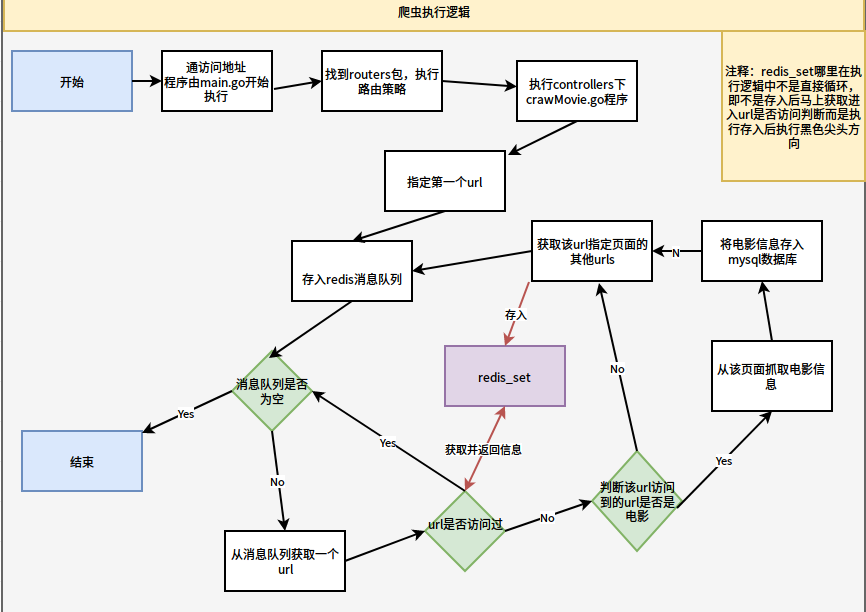 爬虫执行逻辑
开始
通访问地址
程序由main.go开始
执行
找到routers包，执行
路由策略
执行controllers下
crawMovie.go程序
注释：redis_set哪里在执
行逻辑中不是直接循环，
即不是存入后马上获取进
入url是否访问判断而是执
行存入后执行黑色尖头方
向
指定第一个url
存入redis消息队列
获取该url指定页面的
其他urls
N
将电影信息存入
mysql数据库
存入
redis_set
从该页面抓取电影信
息
消息队列是否
为空
Yes
结束
No
Yes
获取并返回信息
No
Yes
从消息队列获取一个
url
url是否访问过
No
判断该url访问
到的url是否是
电影